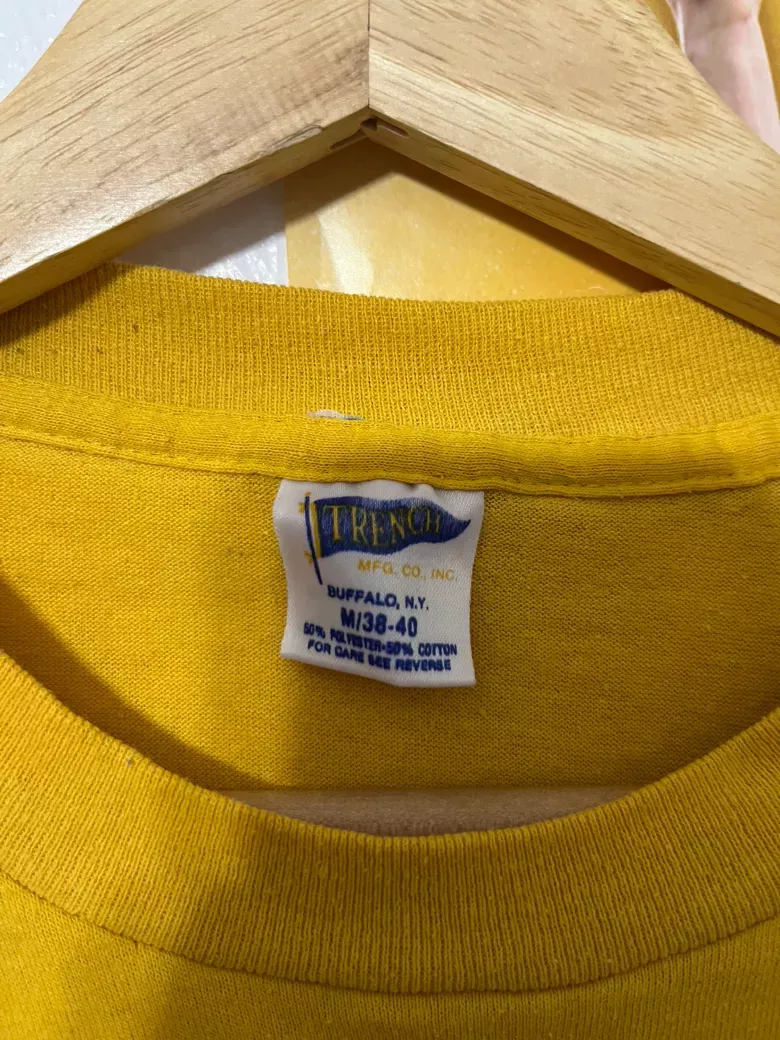 TRENCH
MFG. CO., INC.
BUFFALO, N.Y.
M/38-40
50% POLYESTER-50% COTTON
FOR CARE SEE REVERSE